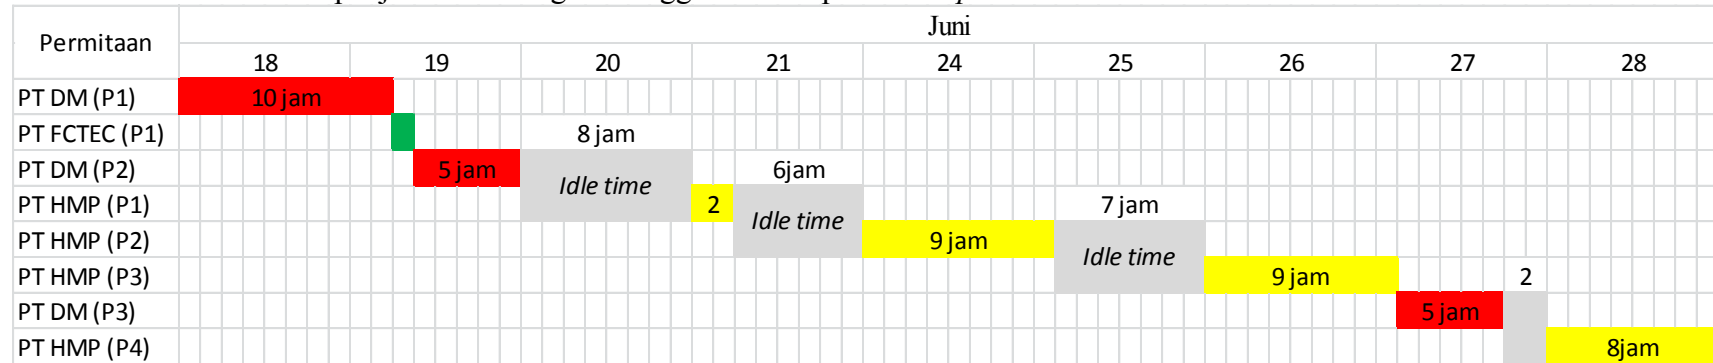 Juni
Permitaan
18 19 20 21 24 25 26 27 28
PT DM (P1) 10 jam
PT FCTEC (P1) 8 jam
PT DM (P2) 5 jam Idle time 6jam
PT HMP (P1) 2 Idle time 7 jam
PT HMP (P2) 9 jam Idle time
PT HMP (P3) 9 jam 2
PT DM (P3) 5 jam
PT HMP (P4) 8jam